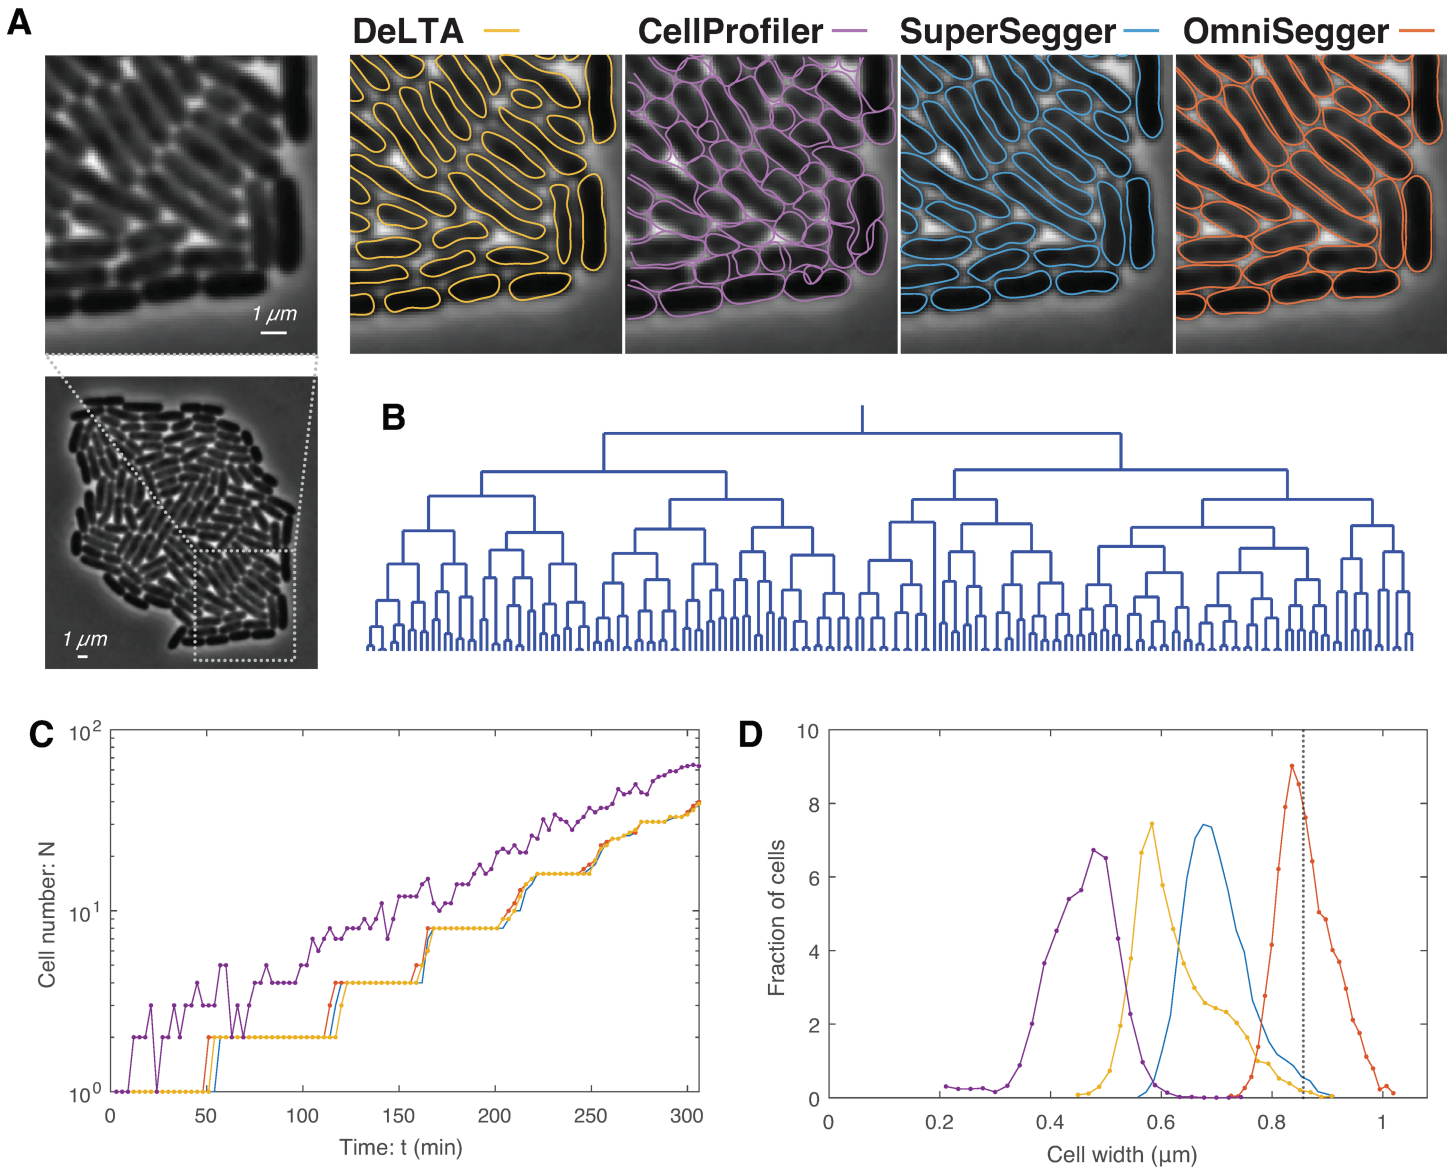 A
DeLTA
CellProfiler
SuperSegger
OmniSegger
1 µm
1 µm
B
C
10²
10¹
10⁰
Cell number: N
0 50 100 150 200 250 300
Time: t (min)
D
10
8
6
4
2
0
Fraction of cells
0 0.2 0.4 0.6 0.8 1
Cell width (µm)